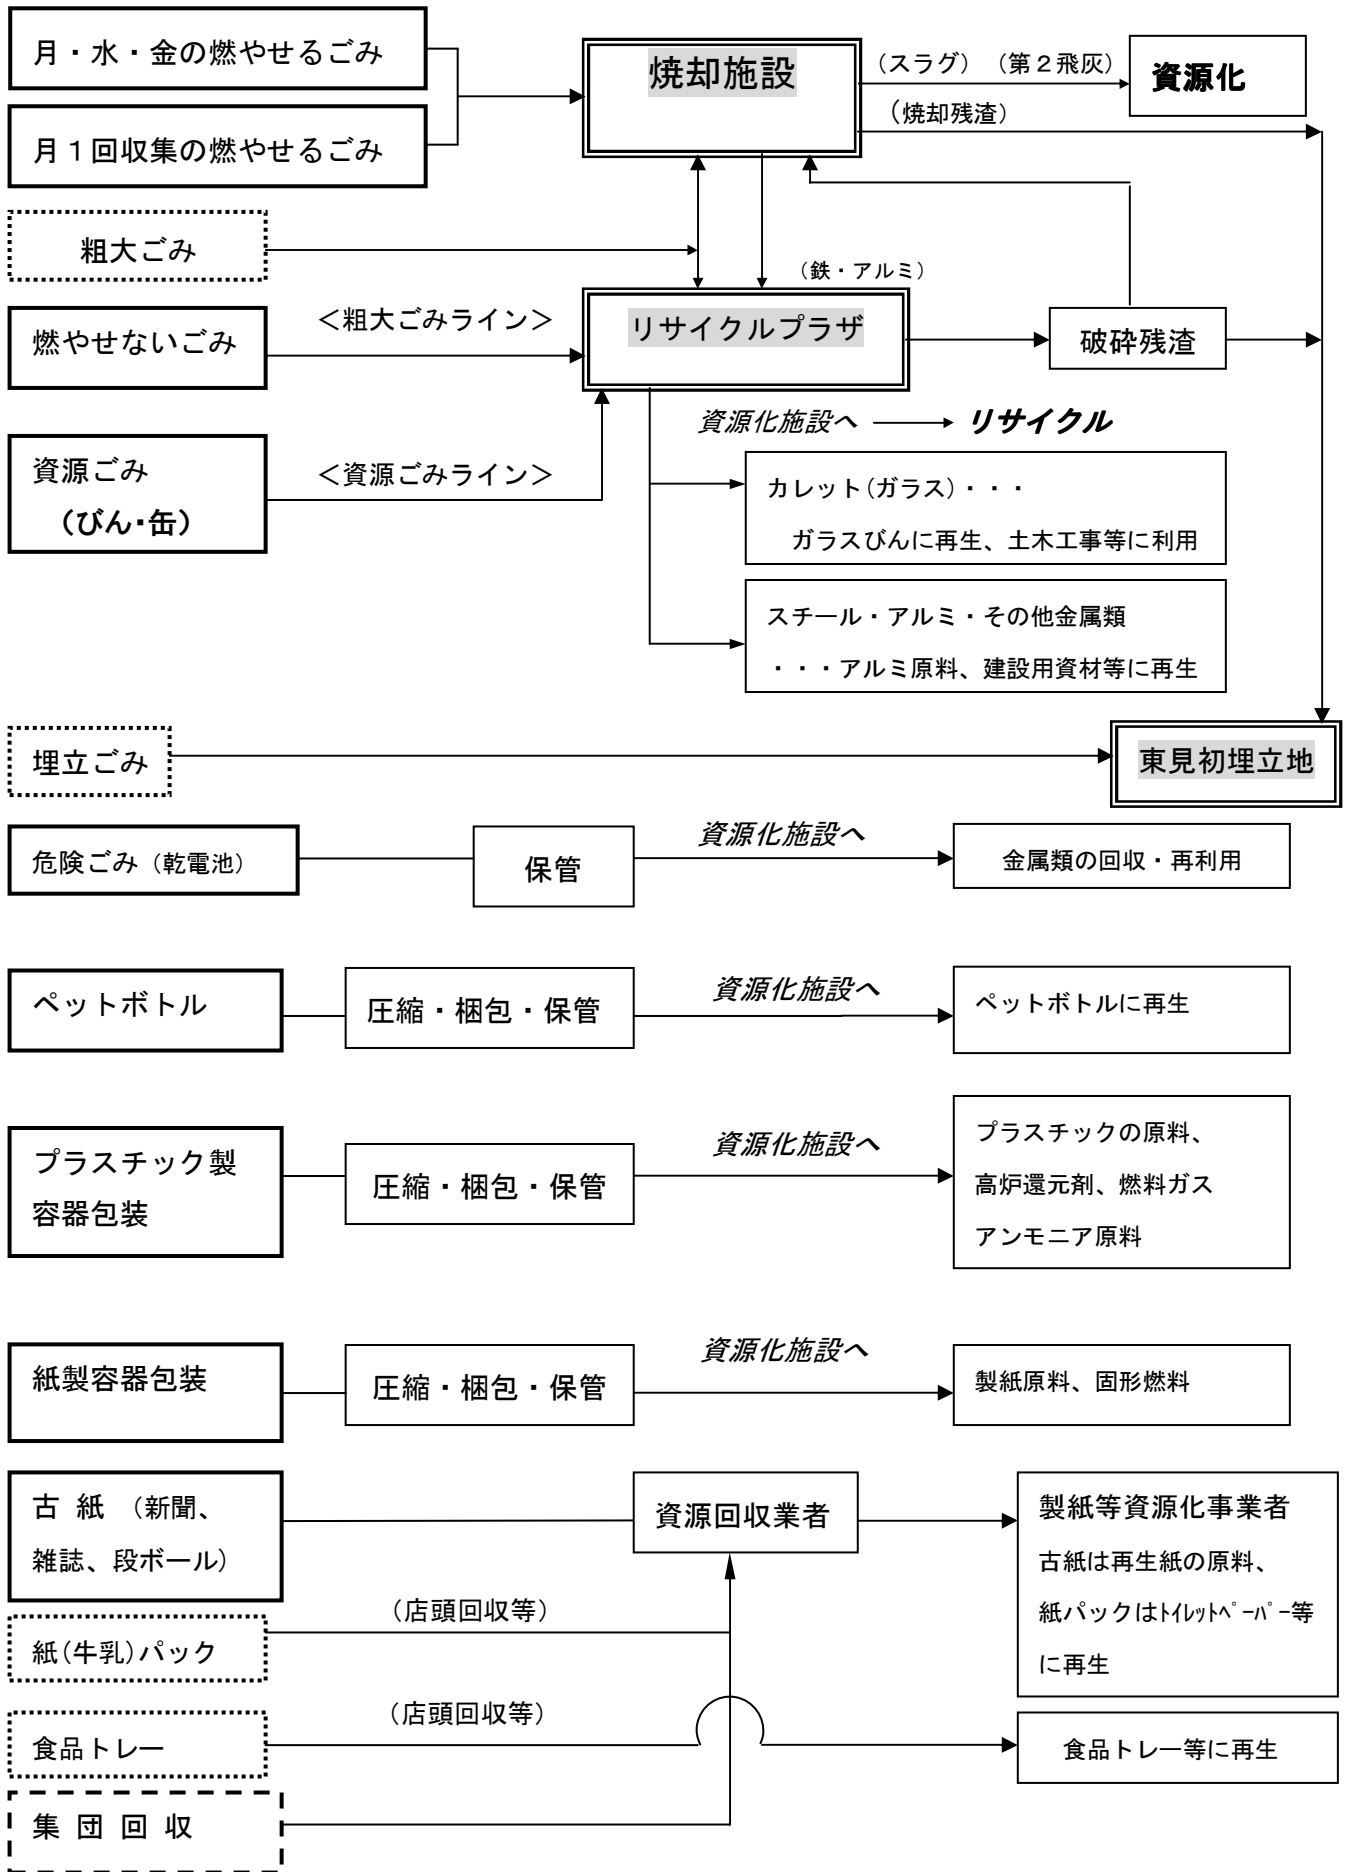 月・水・金の燃やせるごみ
焼却施設
（スラグ）（第２飛灰）
資源化
（焼却残渣）
月１回収集の燃やせるごみ
粗大ごみ
（鉄・アルミ）
燃やせないごみ
＜粗大ごみライン＞
リサイクルプラザ
破砕残渣
資源化施設へ
リサイクル
資源ごみ
（びん・缶）
＜資源ごみライン＞
カレット(ガラス)・・・
ガラスびんに再生、土木工事等に利用
スチール・アルミ・その他金属類
・・・アルミ原料、建設用資材等に再生
埋立ごみ
東見初埋立地
危険ごみ（乾電池）
保管
資源化施設へ
金属類の回収・再利用
ペットボトル
圧縮・梱包・保管
資源化施設へ
ペットボトルに再生
プラスチック製
容器包装
圧縮・梱包・保管
資源化施設へ
プラスチックの原料、
高炉還元剤、燃料ガス
アンモニア原料
紙製容器包装
圧縮・梱包・保管
資源化施設へ
製紙原料、固形燃料
古 紙 （新聞、
雑誌、段ボール）
資源回収業者
製紙等資源化事業者
古紙は再生紙の原料、
紙パックはﾄｲﾚｯﾄﾍﾟｰﾊﾟｰ等
に再生
紙(牛乳)パック
（店頭回収等）
食品トレー
（店頭回収等）
食品トレー等に再生
集 団 回 収